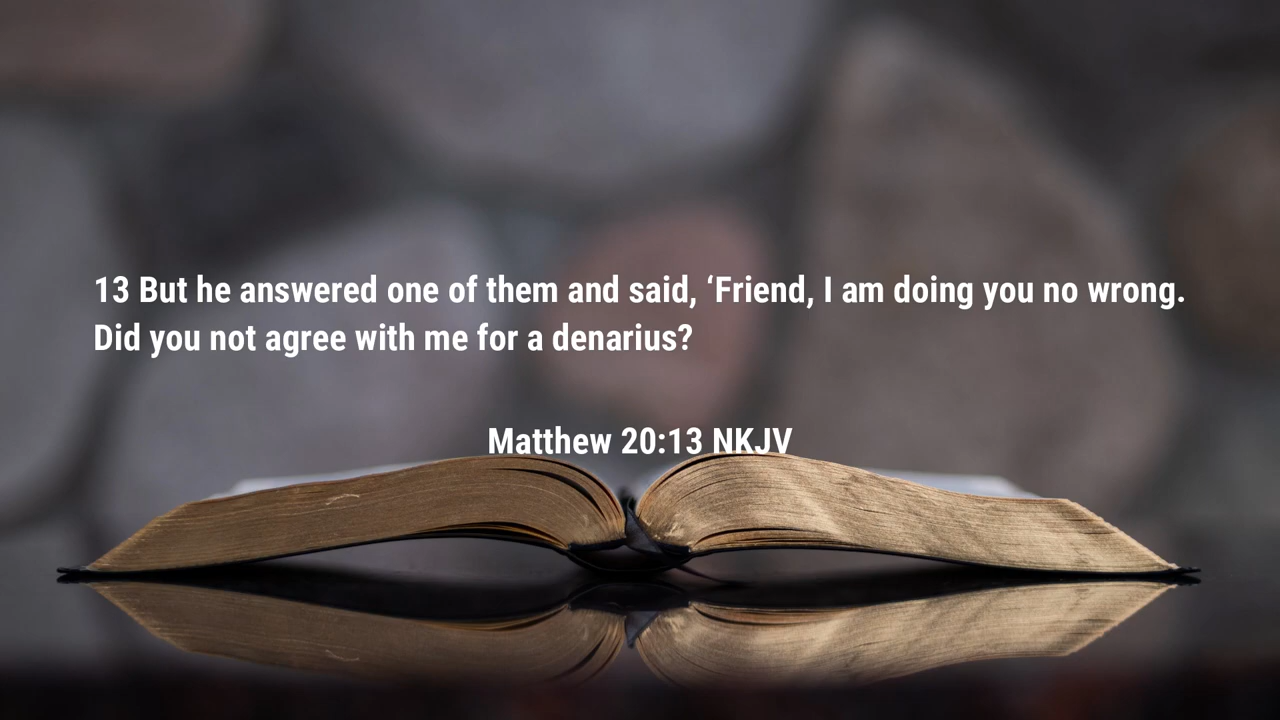 13 But he answered one of them and said, ‘Friend, I am doing you no wrong.
Did you not agree with me for a denarius?
Matthew 20:13 NKJV